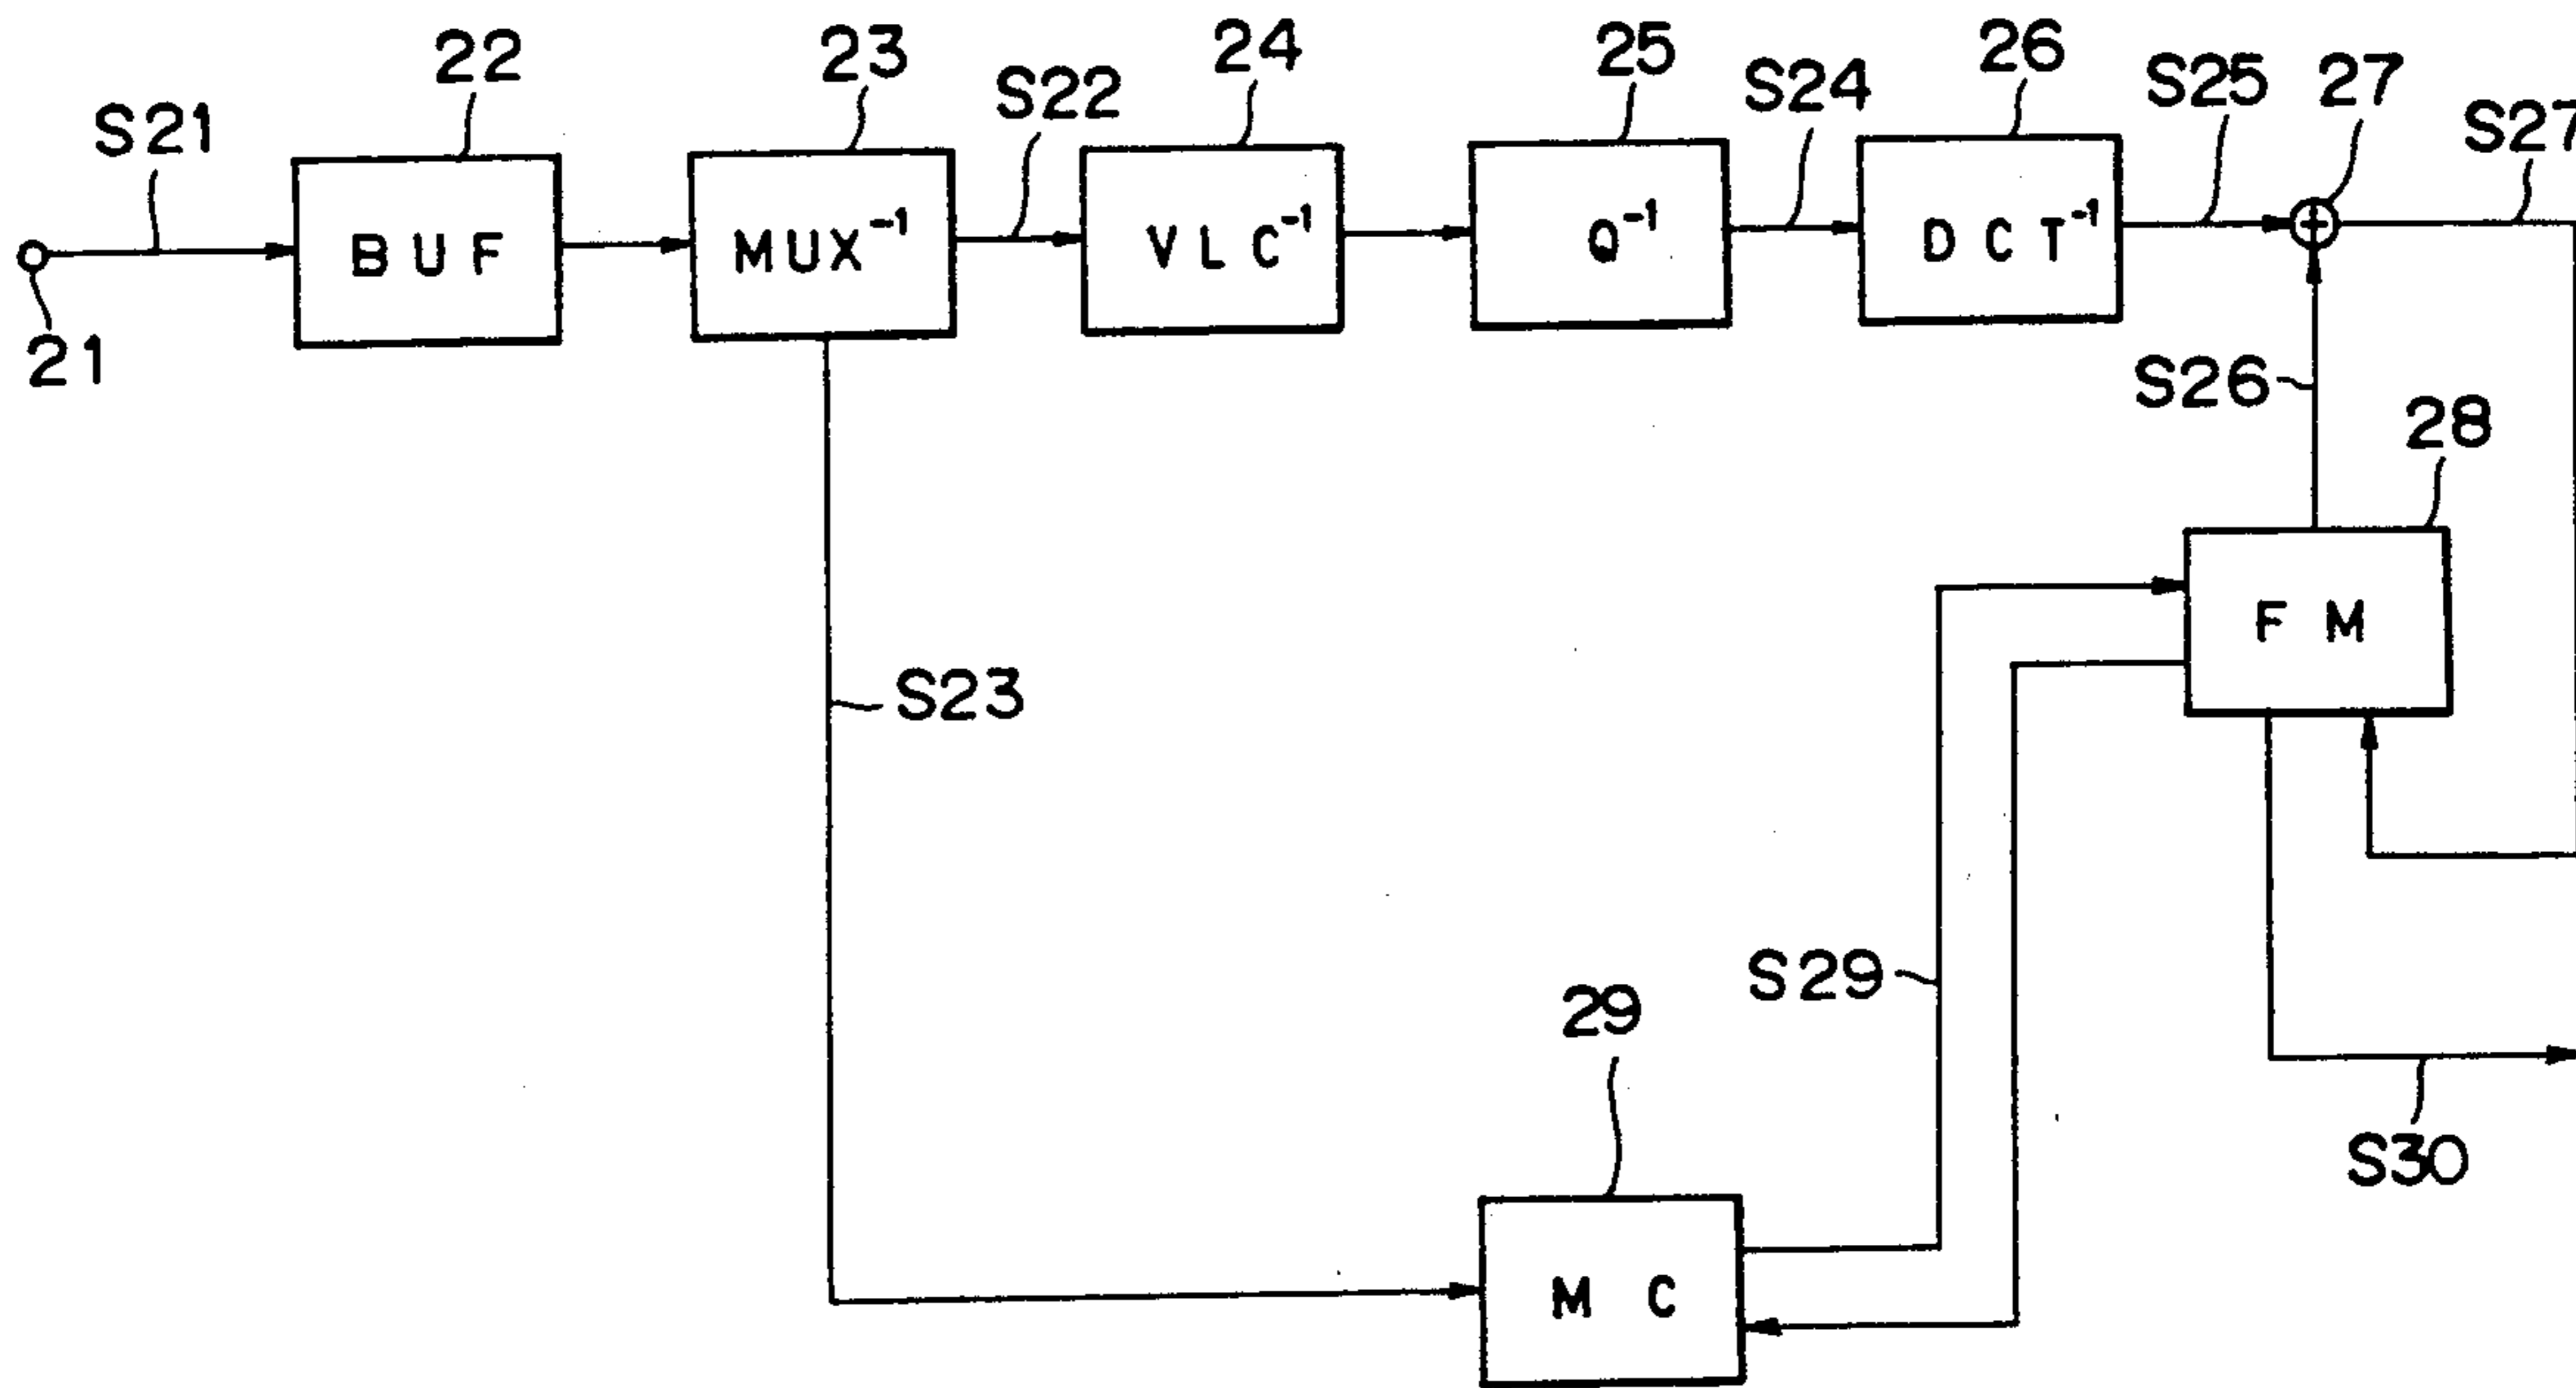 22
23
24
25
26
27
S21
S22
S24
S25
S27
BUF
MUX⁻¹
VLC⁻¹
Q⁻¹
DCT⁻¹
21
S26
28
FM
S23
S29
29
S30
MC